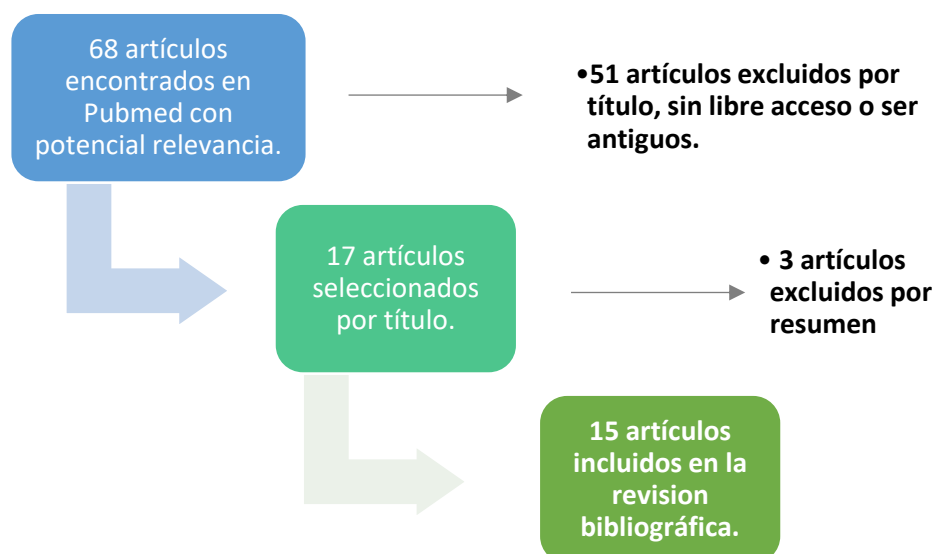 68 artículos
encontrados en
Pubmed con
potencial relevancia.
•51 artículos excluidos por
título, sin libre acceso o ser
antiguos.
17 artículos
seleccionados
por título.
• 3 artículos
excluidos por
resumen
15 artículos
incluidos en la
revision
bibliográfica.